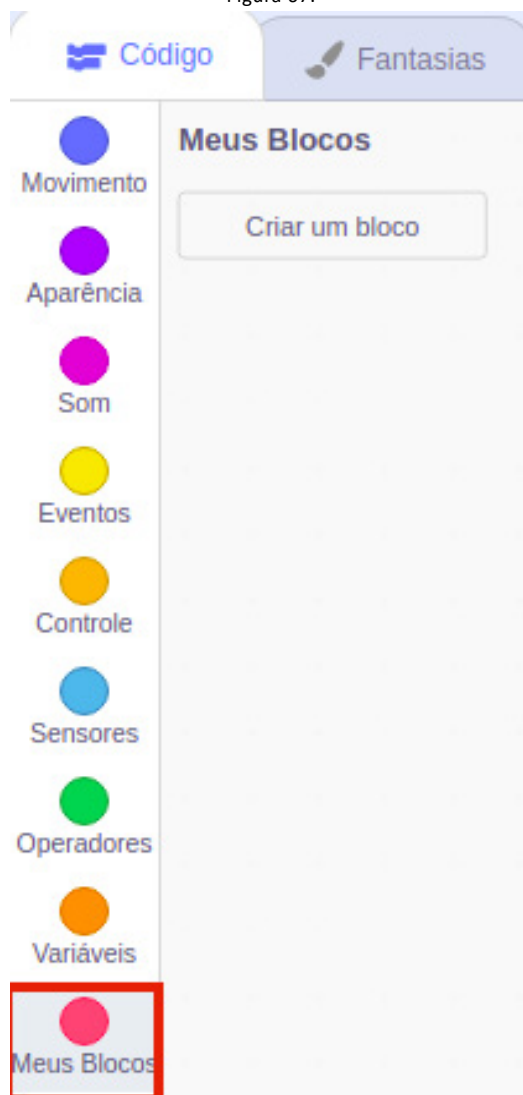 Código
Fantasias
Meus Blocos
Criar um bloco
Movimento
Aparência
Som
Eventos
Controle
Sensores
Operadores
Variáveis
Meus Blocos